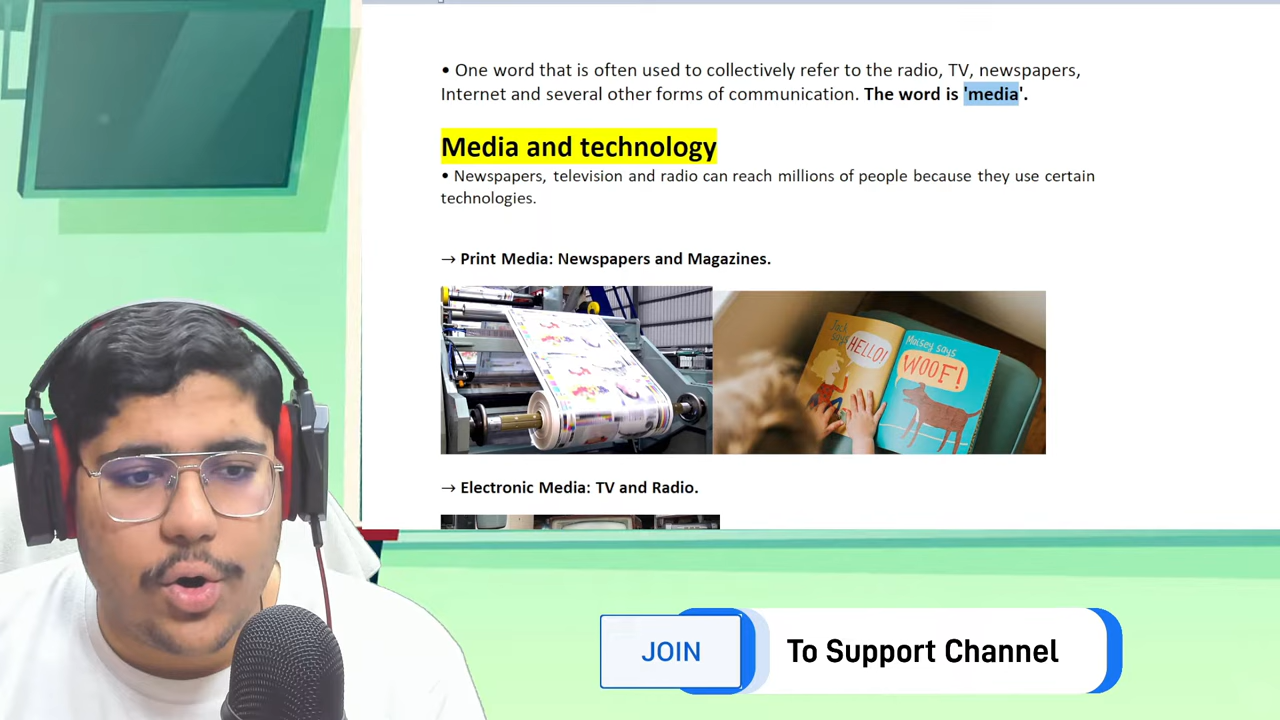 • One word that is often used to collectively refer to the radio, TV, newspapers,
Internet and several other forms of communication. The word is 'media'.
Media and technology
• Newspapers, television and radio can reach millions of people because they use certain
technologies.
→ Print Media: Newspapers and Magazines.
Jack
says
HELLO!
Molsey says
WOOF!
→ Electronic Media: TV and Radio.
JOIN
To Support Channel